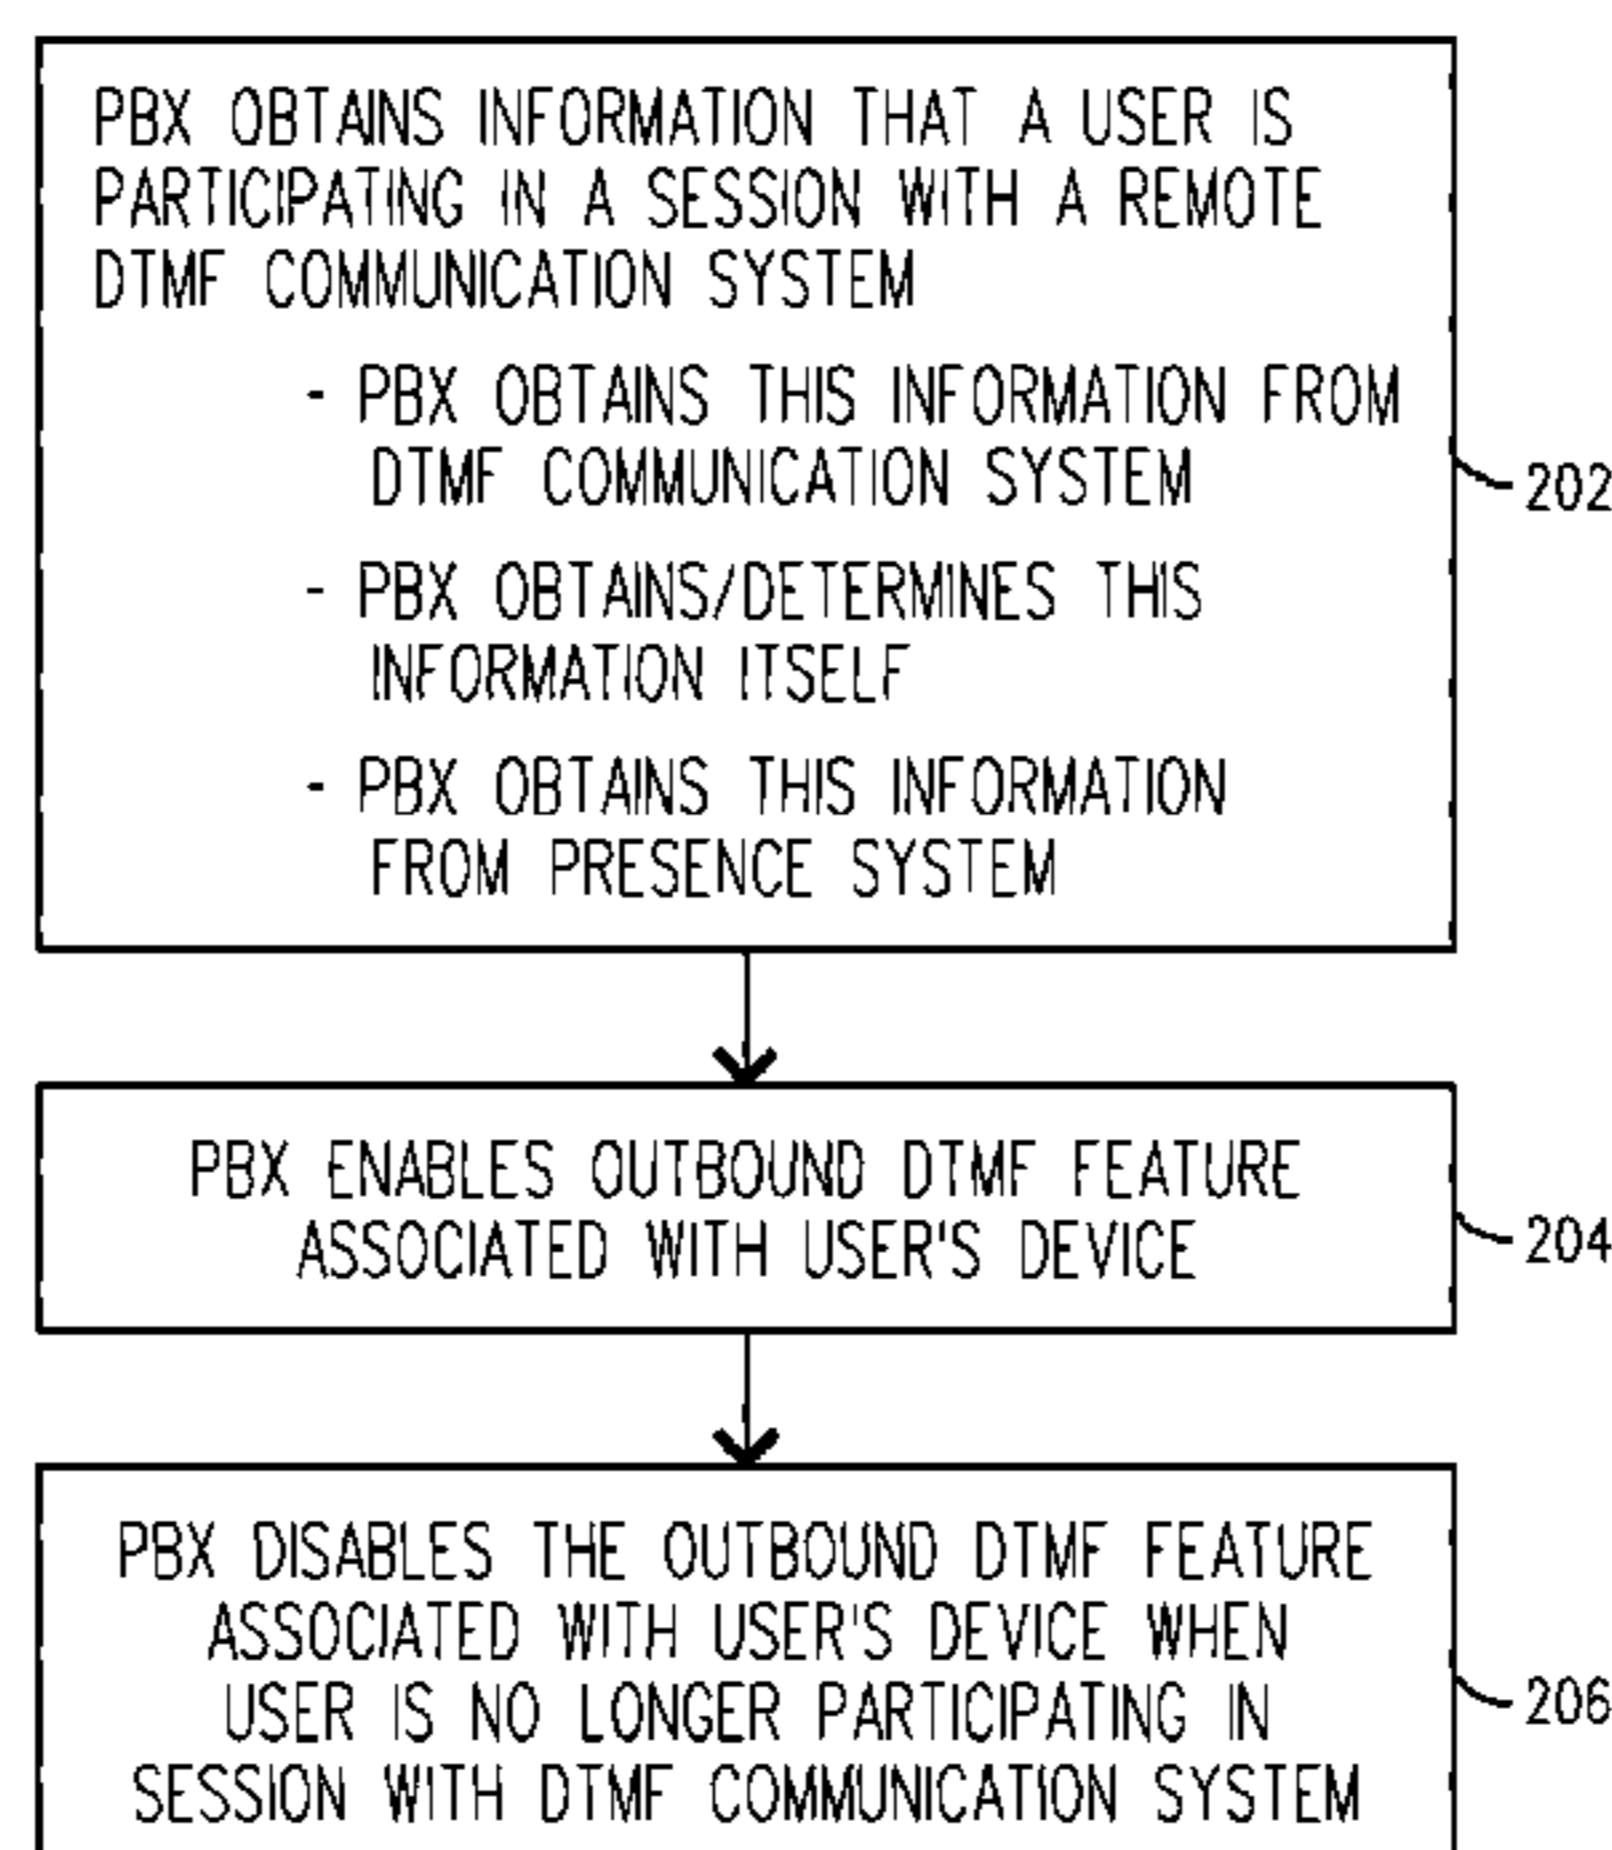 PBX OBTAINS INFORMATION THAT A USER IS
PARTICIPATING IN A SESSION WITH A REMOTE
DTMF COMMUNICATION SYSTEM
- PBX OBTAINS THIS INFORMATION FROM
DTMF COMMUNICATION SYSTEM
202
- PBX OBTAINS/DETERMINES THIS
INFORMATION ITSELF
- PBX OBTAINS THIS INFORMATION
FROM PRESENCE SYSTEM
PBX ENABLES OUTBOUND DTMF FEATURE
ASSOCIATED WITH USER'S DEVICE
204
PBX DISABLES THE OUTBOUND DTMF FEATURE
ASSOCIATED WITH USER'S DEVICE WHEN
USER IS NO LONGER PARTICIPATING IN
SESSION WITH DTMF COMMUNICATION SYSTEM
206